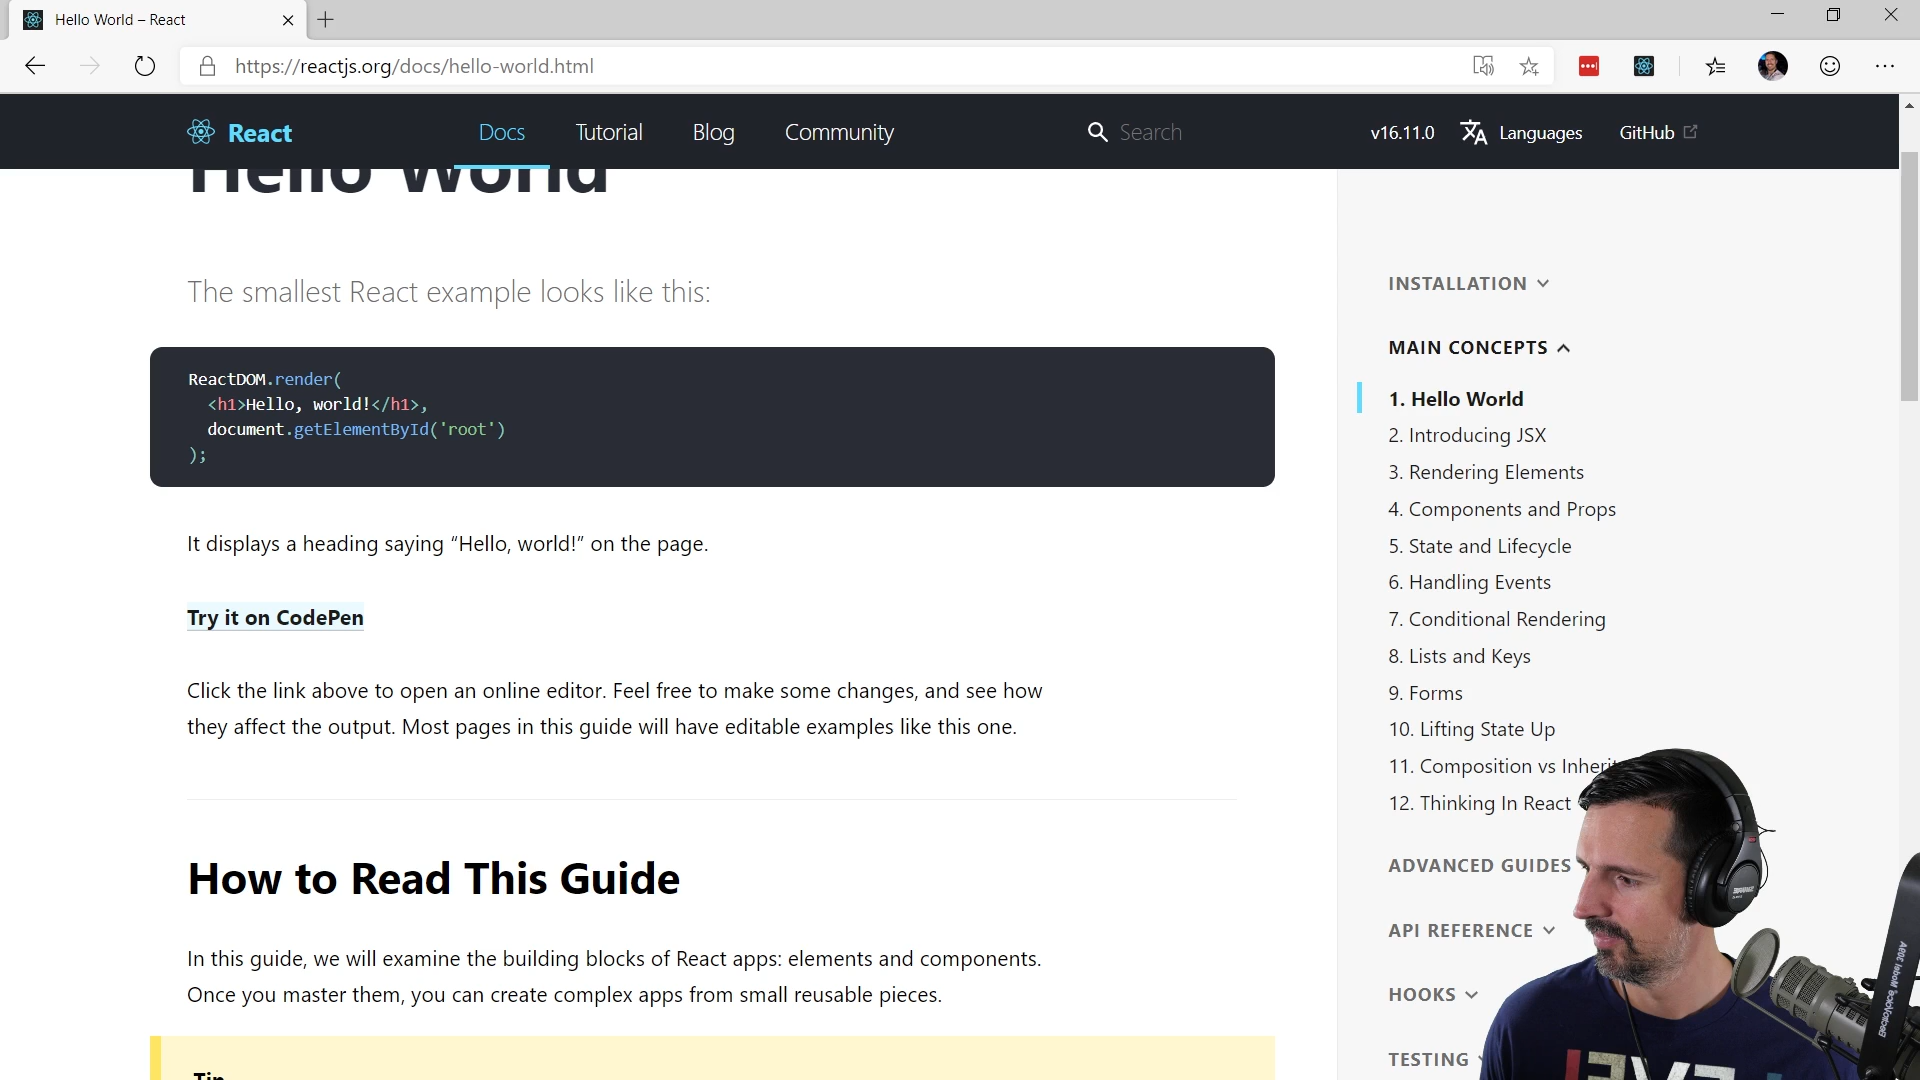 Hello World – React
https://reactjs.org/docs/hello-world.html
React
Docs
Tutorial
Blog
Community
Search
v16.11.0
Languages
GitHub
Hello World
The smallest React example looks like this:
ReactDOM.render(
<h1>Hello, world!</h1>,
document.getElementById('root')
);
It displays a heading saying “Hello, world!” on the page.
Try it on CodePen
Click the link above to open an online editor. Feel free to make some changes, and see how
they affect the output. Most pages in this guide will have editable examples like this one.
How to Read This Guide
In this guide, we will examine the building blocks of React apps: elements and components.
Once you master them, you can create complex apps from small reusable pieces.
Tip
INSTALLATION
MAIN CONCEPTS
1. Hello World
2. Introducing JSX
3. Rendering Elements
4. Components and Props
5. State and Lifecycle
6. Handling Events
7. Conditional Rendering
8. Lists and Keys
9. Forms
10. Lifting State Up
11. Composition vs Inherit
12. Thinking In React
ADVANCED GUIDES
API REFERENCE
HOOKS
TESTING